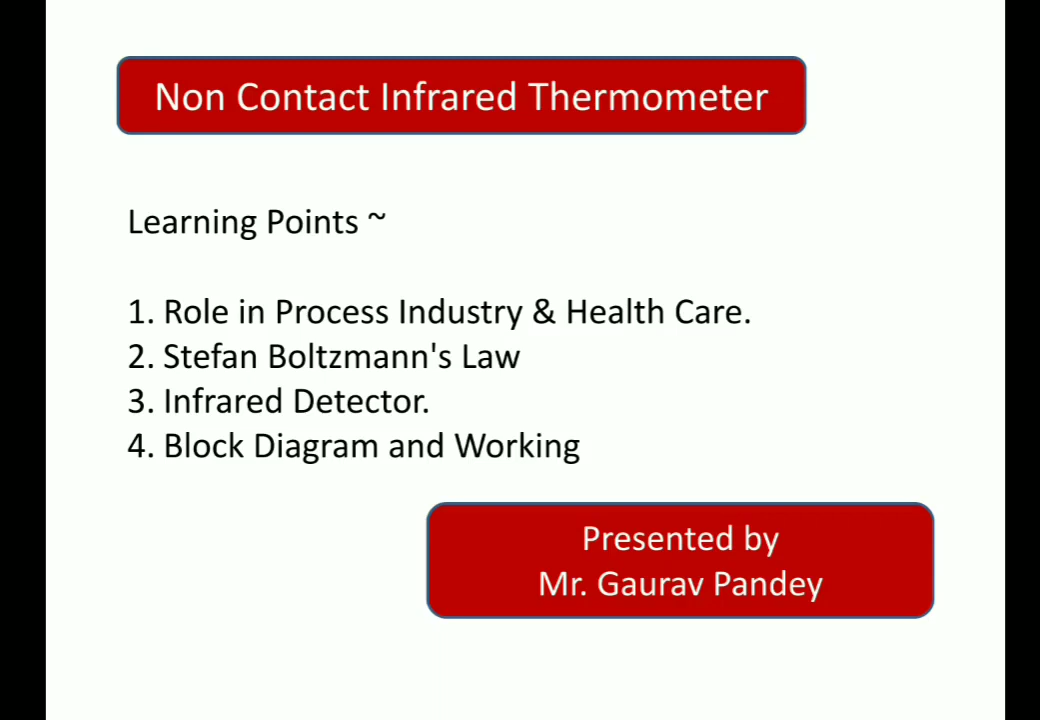 Non Contact Infrared Thermometer
Learning Points ~
1. Role in Process Industry & Health Care.
2. Stefan Boltzmann's Law
3. Infrared Detector.
4. Block Diagram and Working
Presented by
Mr. Gaurav Pandey